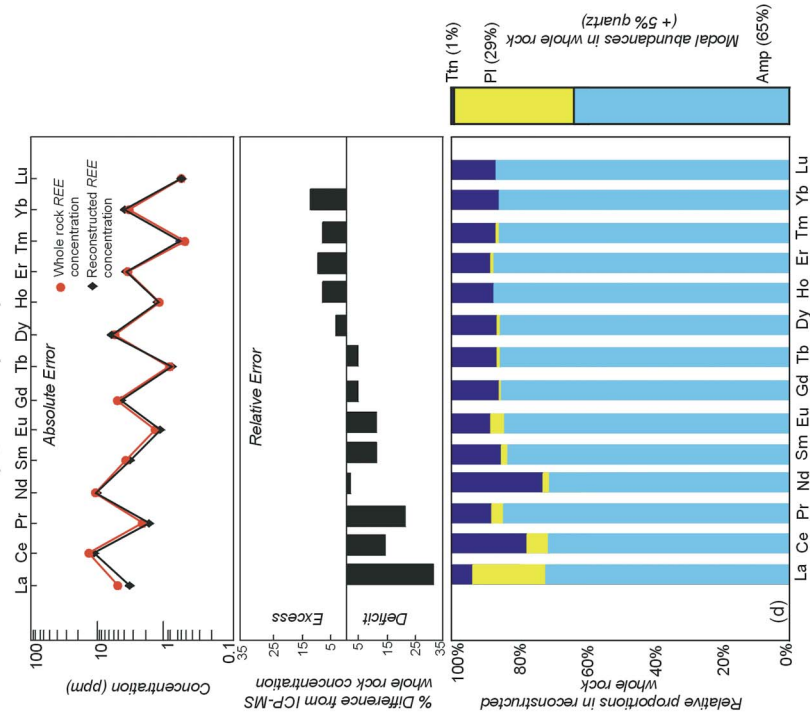 La
Ce
Pr
Nd
Sm
Eu
Gd
Tb
Dy
Ho
Er
Tm
Yb
Lu
100
10
1
0.1
Concentration (ppm)
Absolute Error
Whole rock REE
concentration
Reconstructed REE
concentration
35
25
15
5
5
15
25
35
% Difference from ICP-MS
whole rock concentration
Excess
Deficit
Relative Error
100%
80%
60%
40%
20%
0%
Relative proportions in reconstructed
whole rock
(d)
La
Ce
Pr
Nd
Sm
Eu
Gd
Tb
Dy
Ho
Er
Tm
Yb
Lu
Ttn (1%)
Pl (29%)
Amp (65%)
Modal abundances in whole rock
(+ 5% quartz)